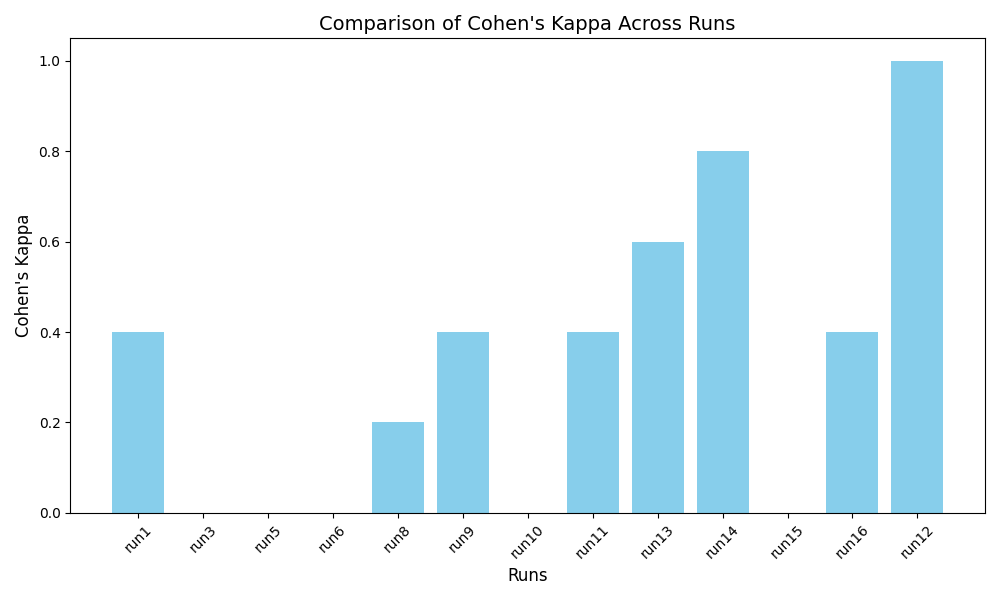 Comparison of Cohen's Kappa Across Runs
Cohen's Kappa
1.0
0.8
0.6
0.4
0.2
0.0
run1
run3
run5
run6
run8
run9
run10
run11
run13
run14
run15
run16
run12
Runs